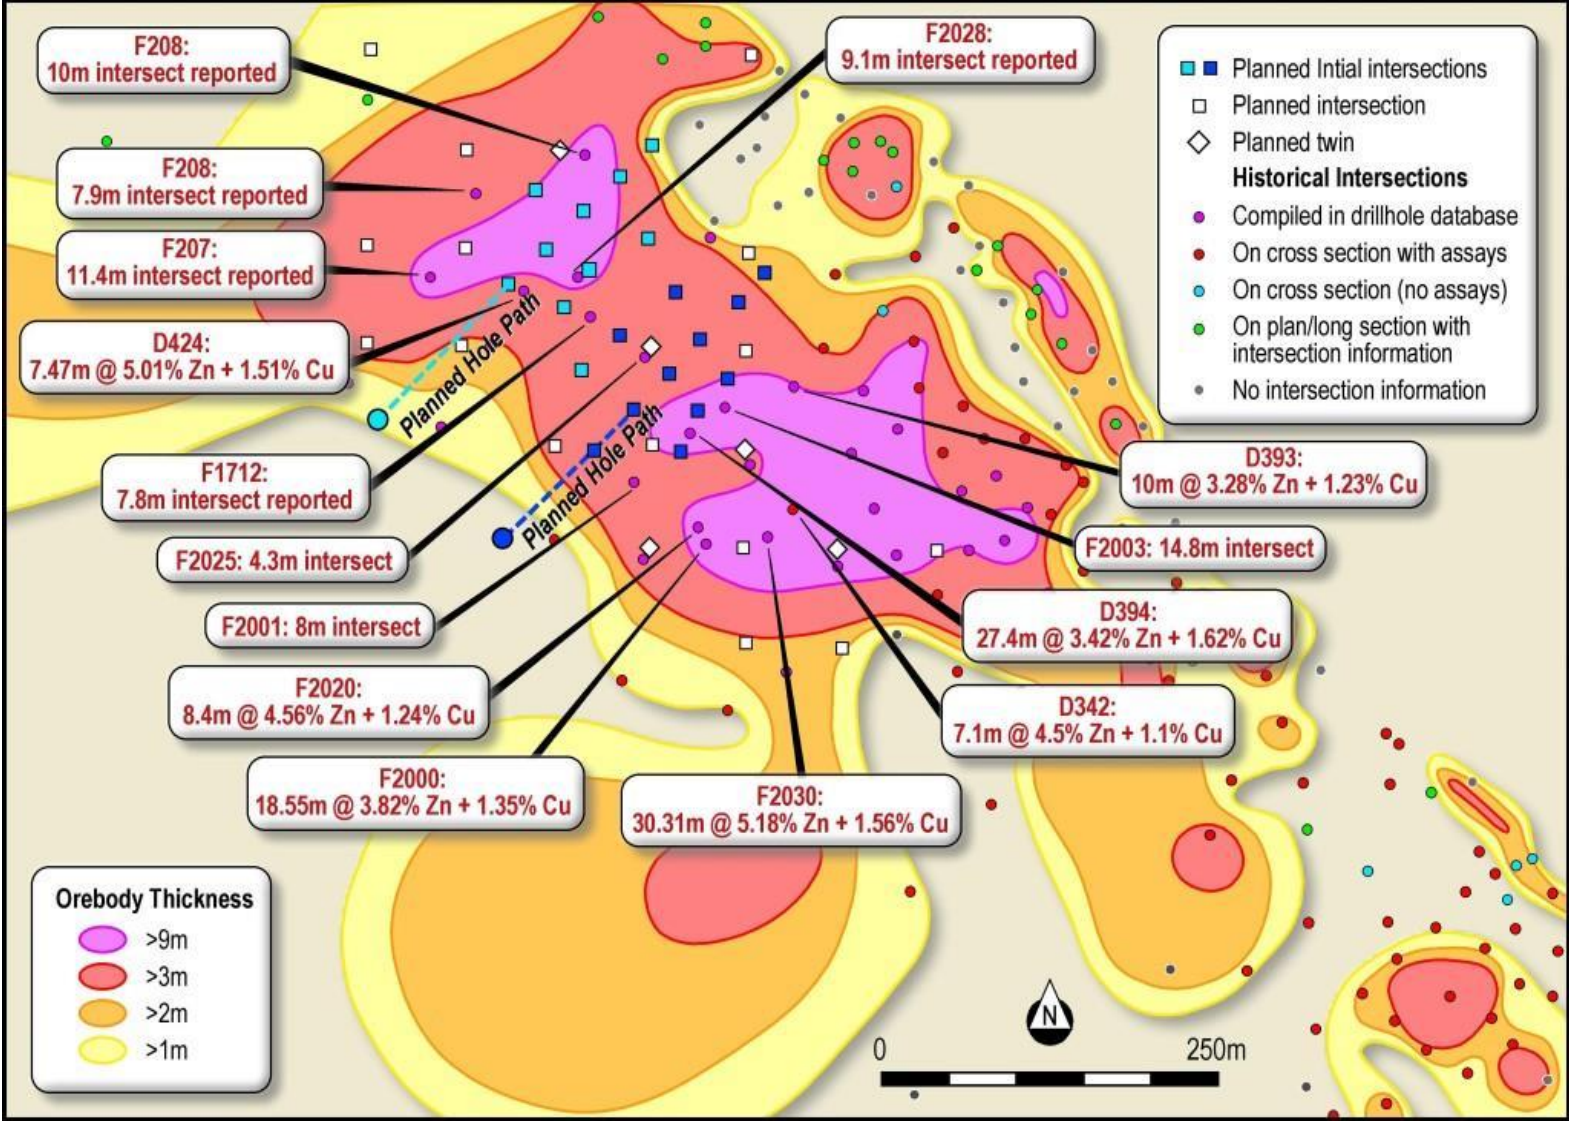 F208:
10m intersect reported
F2028:
9.1m intersect reported
Planned Intial intersections
Planned intersection
Planned twin
Historical Intersections
Compiled in drillhole database
On cross section with assays
On cross section (no assays)
On plan/long section with
intersection information
No intersection information
F208:
7.9m intersect reported
F207:
11.4m intersect reported
D424:
7.47m @ 5.01% Zn + 1.51% Cu
Planned Hole Path
Planned Hole Path
F1712:
7.8m intersect reported
D393:
10m @ 3.28% Zn + 1.23% Cu
F2025: 4.3m intersect
F2003: 14.8m intersect
F2001: 8m intersect
D394:
27.4m @ 3.42% Zn + 1.62% Cu
F2020:
8.4m @ 4.56% Zn + 1.24% Cu
D342:
7.1m @ 4.5% Zn + 1.1% Cu
F2000:
18.55m @ 3.82% Zn + 1.35% Cu
F2030:
30.31m @ 5.18% Zn + 1.56% Cu
Orebody Thickness
>9m
>3m
>2m
>1m
N
0 250m